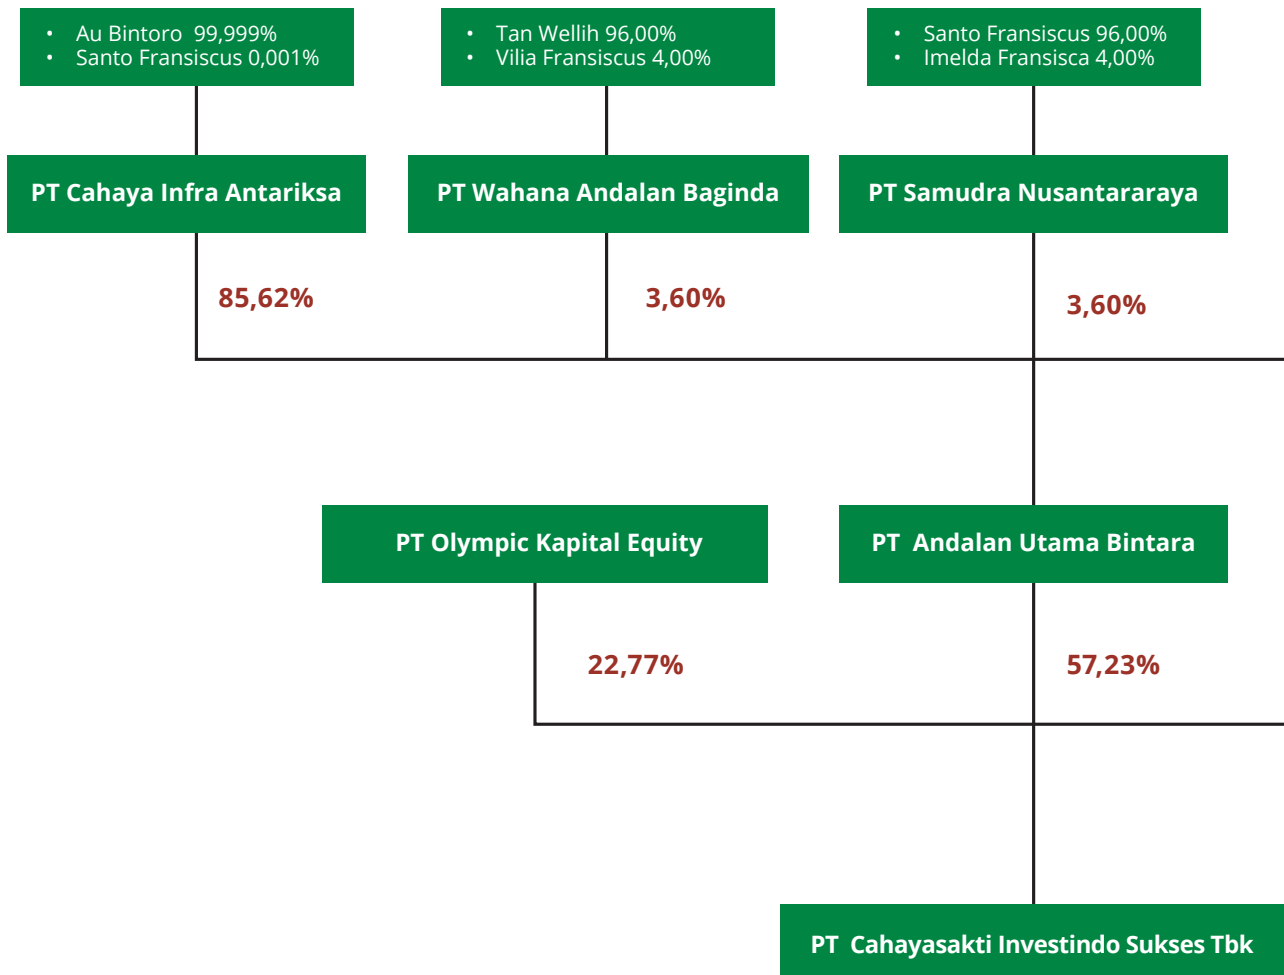 • Au Bintoro 99,999%
• Santo Fransiscus 0,001%
• Tan Wellih 96,00%
• Vilia Fransiscus 4,00%
• Santo Fransiscus 96,00%
• Imelda Fransisca 4,00%
PT Cahaya Infra Antariksa
PT Wahana Andalan Baginda
PT Samudra Nusantararaya
85,62%
3,60%
3,60%
PT Olympic Kapital Equity
PT Andalan Utama Bintara
22,77%
57,23%
PT Cahayasakti Investindo Sukses Tbk